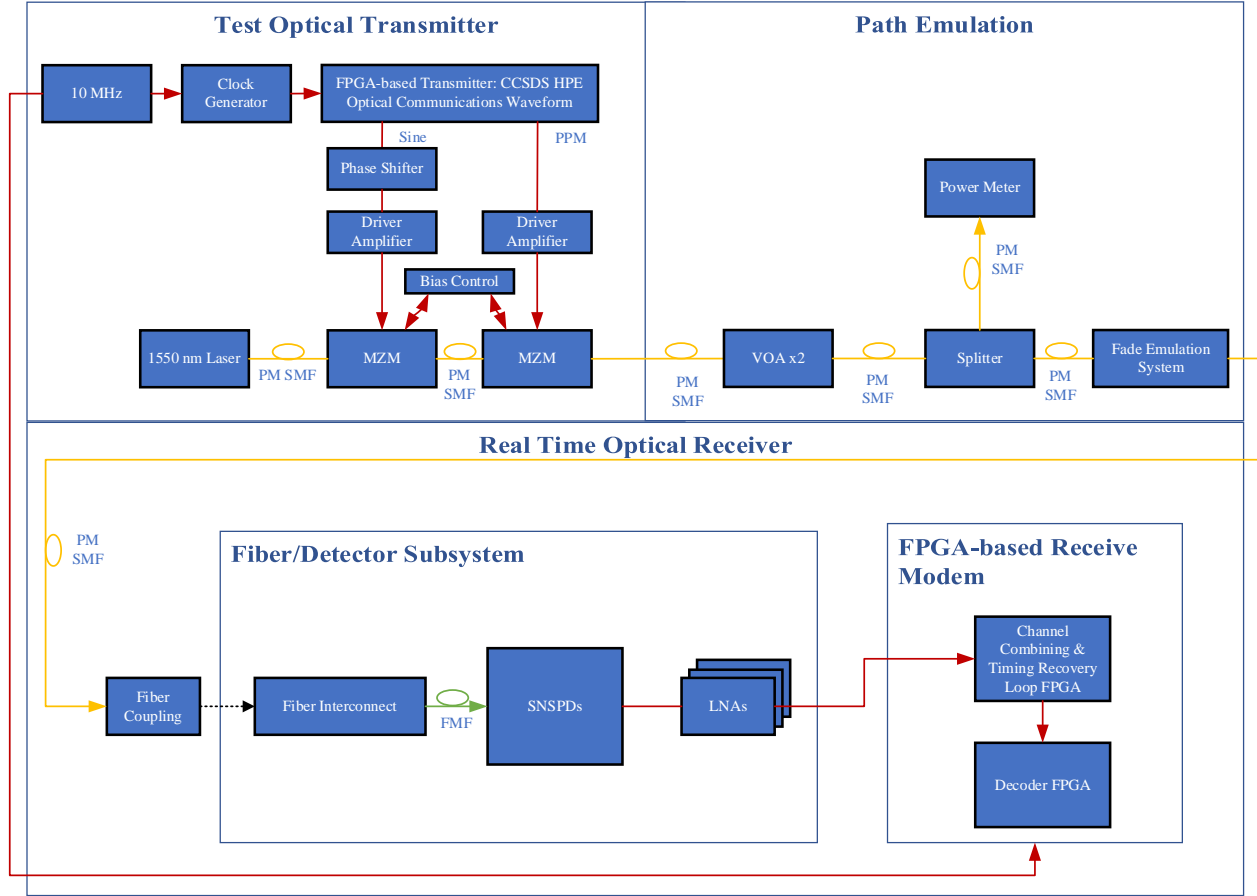 Test Optical Transmitter
Path Emulation
10 MHz
Clock
Generator
FPGA-based Transmitter: CCSDS HPE
Optical Communications Waveform
Sine
PPM
Phase Shifter
Driver
Amplifier
Driver
Amplifier
Bias Control
1550 nm Laser
PM SMF
MZM
PM
SMF
MZM
PM
SMF
VOA x2
PM
SMF
Splitter
PM
SMF
Power Meter
PM
SMF
Fade Emulation
System
Real Time Optical Receiver
PM
SMF
Fiber/Detector Subsystem
Fiber
Coupling
Fiber Interconnect
FMF
SNSPDs
LNAs
FPGA-based Receive
Modem
Channel
Combining &
Timing Recovery
Loop FPGA
Decoder FPGA